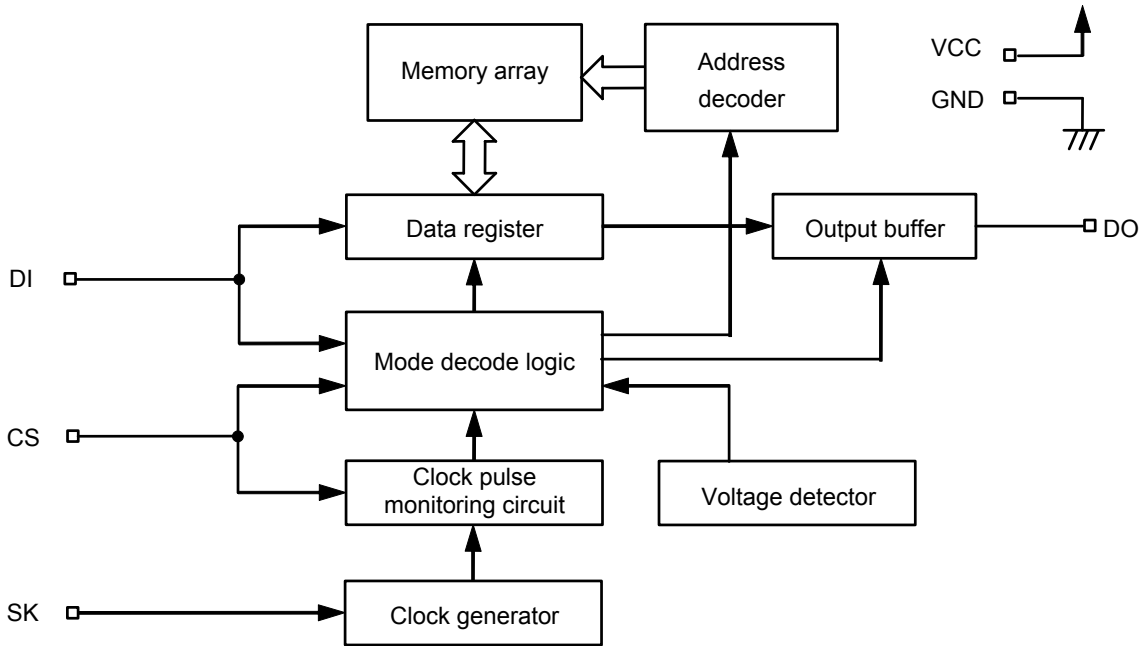 Memory array
Address
decoder
VCC
GND
Data register
Output buffer
DO
DI
Mode decode logic
CS
Clock pulse
monitoring circuit
Voltage detector
SK
Clock generator